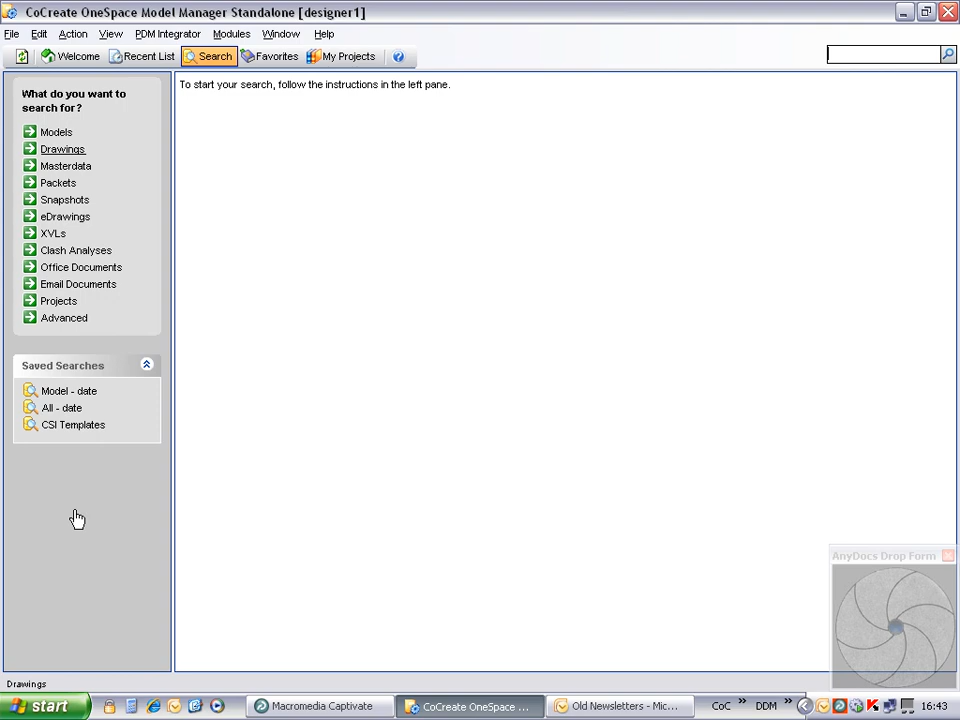 CoCreate OneSpace Model Manager Standalone [designer1]
File Edit Action View PDM Integrator Modules Window Help
Welcome Recent List Search Favorites My Projects
What do you want to
search for?
To start your search, follow the instructions in the left pane.
Models
Drawings
Masterdata
Packets
Snapshots
eDrawings
XVLs
Clash Analyses
Office Documents
Email Documents
Projects
Advanced
Saved Searches
Model - date
All - date
CSI Templates
AnyDocs Drop Form
Drawings
start Macromedia Captivate CoCreate OneSpace ... Old Newsletters - Mic... CoC » DDM » 16:43